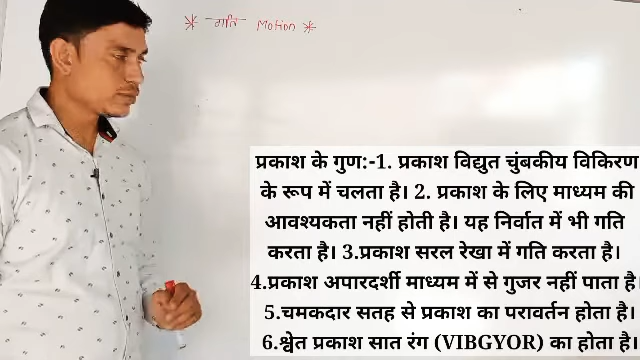 * -गति- Motion *
प्रकाश के गुण:-1. प्रकाश विद्युत चुंबकीय विकिरण
के रूप में चलता है। 2. प्रकाश के लिए माध्यम की
आवश्यकता नहीं होती है। यह निर्वात में भी गति
करता है। 3.प्रकाश सरल रेखा में गति करता है।
4.प्रकाश अपारदर्शी माध्यम में से गुजर नहीं पाता है।
5.चमकदार सतह से प्रकाश का परावर्तन होता है।
6.श्वेत प्रकाश सात रंग (VIBGYOR) का होता है।